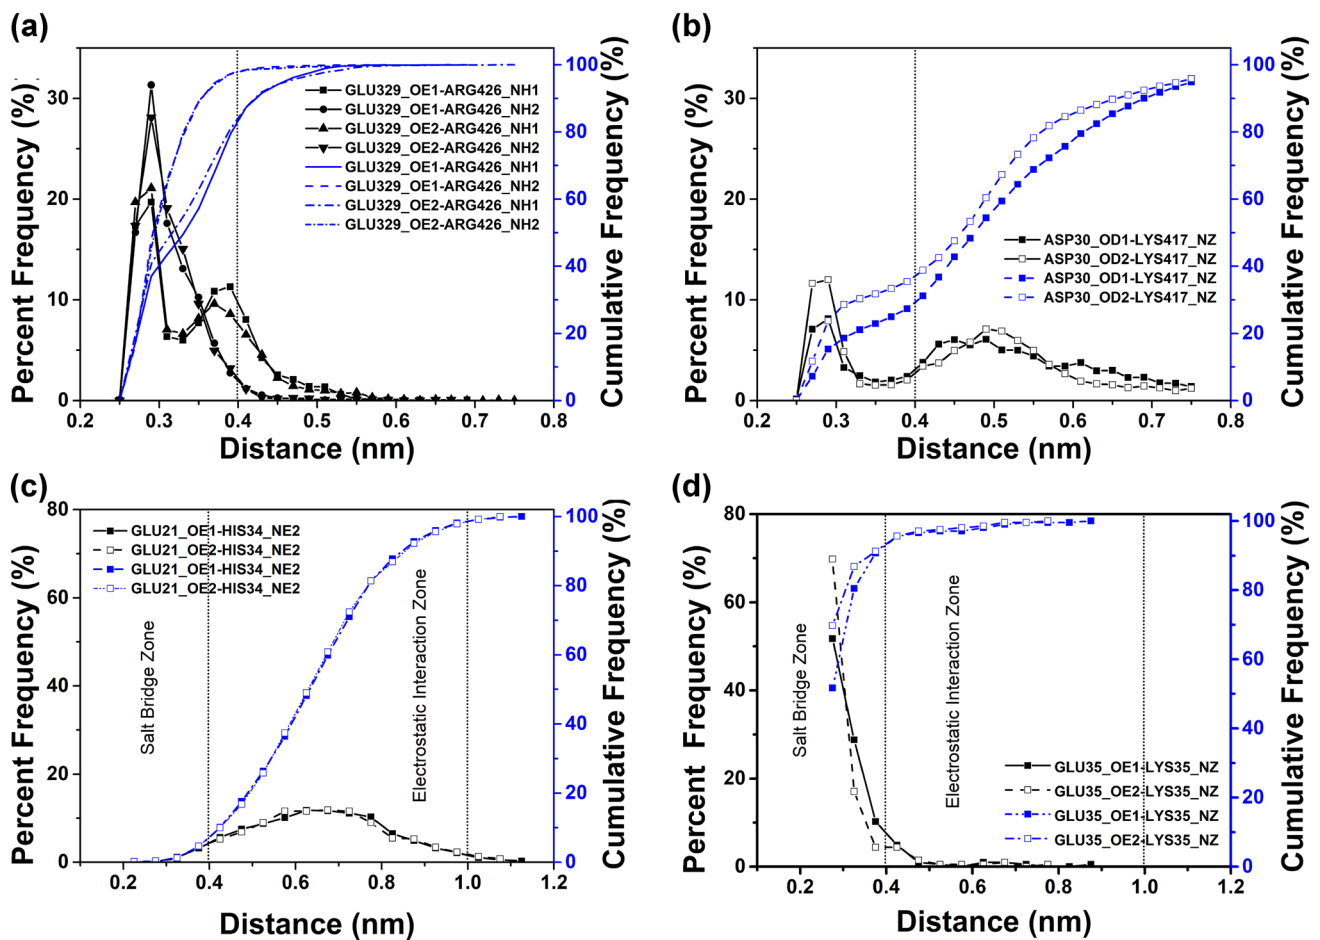 (a)
Percent Frequency (%)
30
20
10
0
0.2 0.3 0.4 0.5 0.6 0.7 0.8
Distance (nm)
GLU329_OE1-ARG426_NH1
GLU329_OE1-ARG426_NH2
GLU329_OE2-ARG426_NH1
GLU329_OE2-ARG426_NH2
GLU329_OE1-ARG426_NH1
GLU329_OE1-ARG426_NH2
GLU329_OE2-ARG426_NH1
GLU329_OE2-ARG426_NH2
100
80
60
40
20
0
Cumulative Frequency (%)
(b)
Percent Frequency (%)
30
20
10
0
0.2 0.3 0.4 0.5 0.6 0.7 0.8
Distance (nm)
ASP30_OD1-LYS417_NZ
ASP30_OD2-LYS417_NZ
ASP30_OD1-LYS417_NZ
ASP30_OD2-LYS417_NZ
100
80
60
40
20
0
Cumulative Frequency (%)
(c)
Percent Frequency (%)
80
60
40
20
0
0.2 0.4 0.6 0.8 1.0 1.2
Distance (nm)
GLU21_OE1-HIS34_NE2
GLU21_OE2-HIS34_NE2
GLU21_OE1-HIS34_NE2
GLU21_OE2-HIS34_NE2
Salt Bridge Zone
Electrostatic Interaction Zone
100
80
60
40
20
0
Cumulative Frequency (%)
(d)
Percent Frequency (%)
80
60
40
20
0
0.2 0.4 0.6 0.8 1.0 1.2
Distance (nm)
Salt Bridge Zone
Electrostatic Interaction Zone
GLU35_OE1-LYS35_NZ
GLU35_OE2-LYS35_NZ
GLU35_OE1-LYS35_NZ
GLU35_OE2-LYS35_NZ
100
80
60
40
20
0
Cumulative Frequency (%)